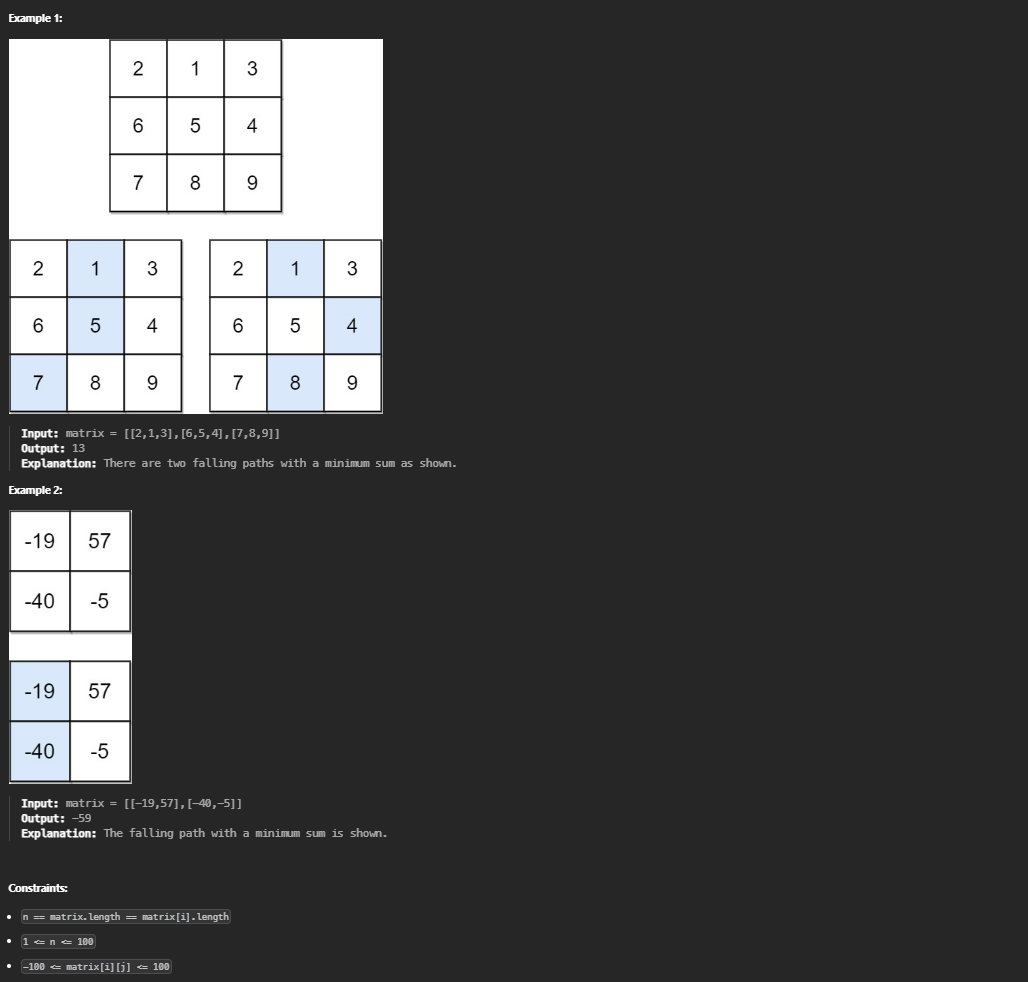 Example 1:
2 1 3
6 5 4
7 8 9
2 1 3 2 1 3
6 5 4 6 5 4
7 8 9 7 8 9
Input: matrix = [[2,1,3],[6,5,4],[7,8,9]]
Output: 13
Explanation: There are two falling paths with a minimum sum as shown.
Example 2:
-19 57
-40 -5
-19 57
-40 -5
Input: matrix = [[-19,57],[-40,-5]]
Output: -59
Explanation: The falling path with a minimum sum is shown.
Constraints:
• n == matrix.length == matrix[i].length
• 1 <= n <= 100
• -100 <= matrix[i][j] <= 100